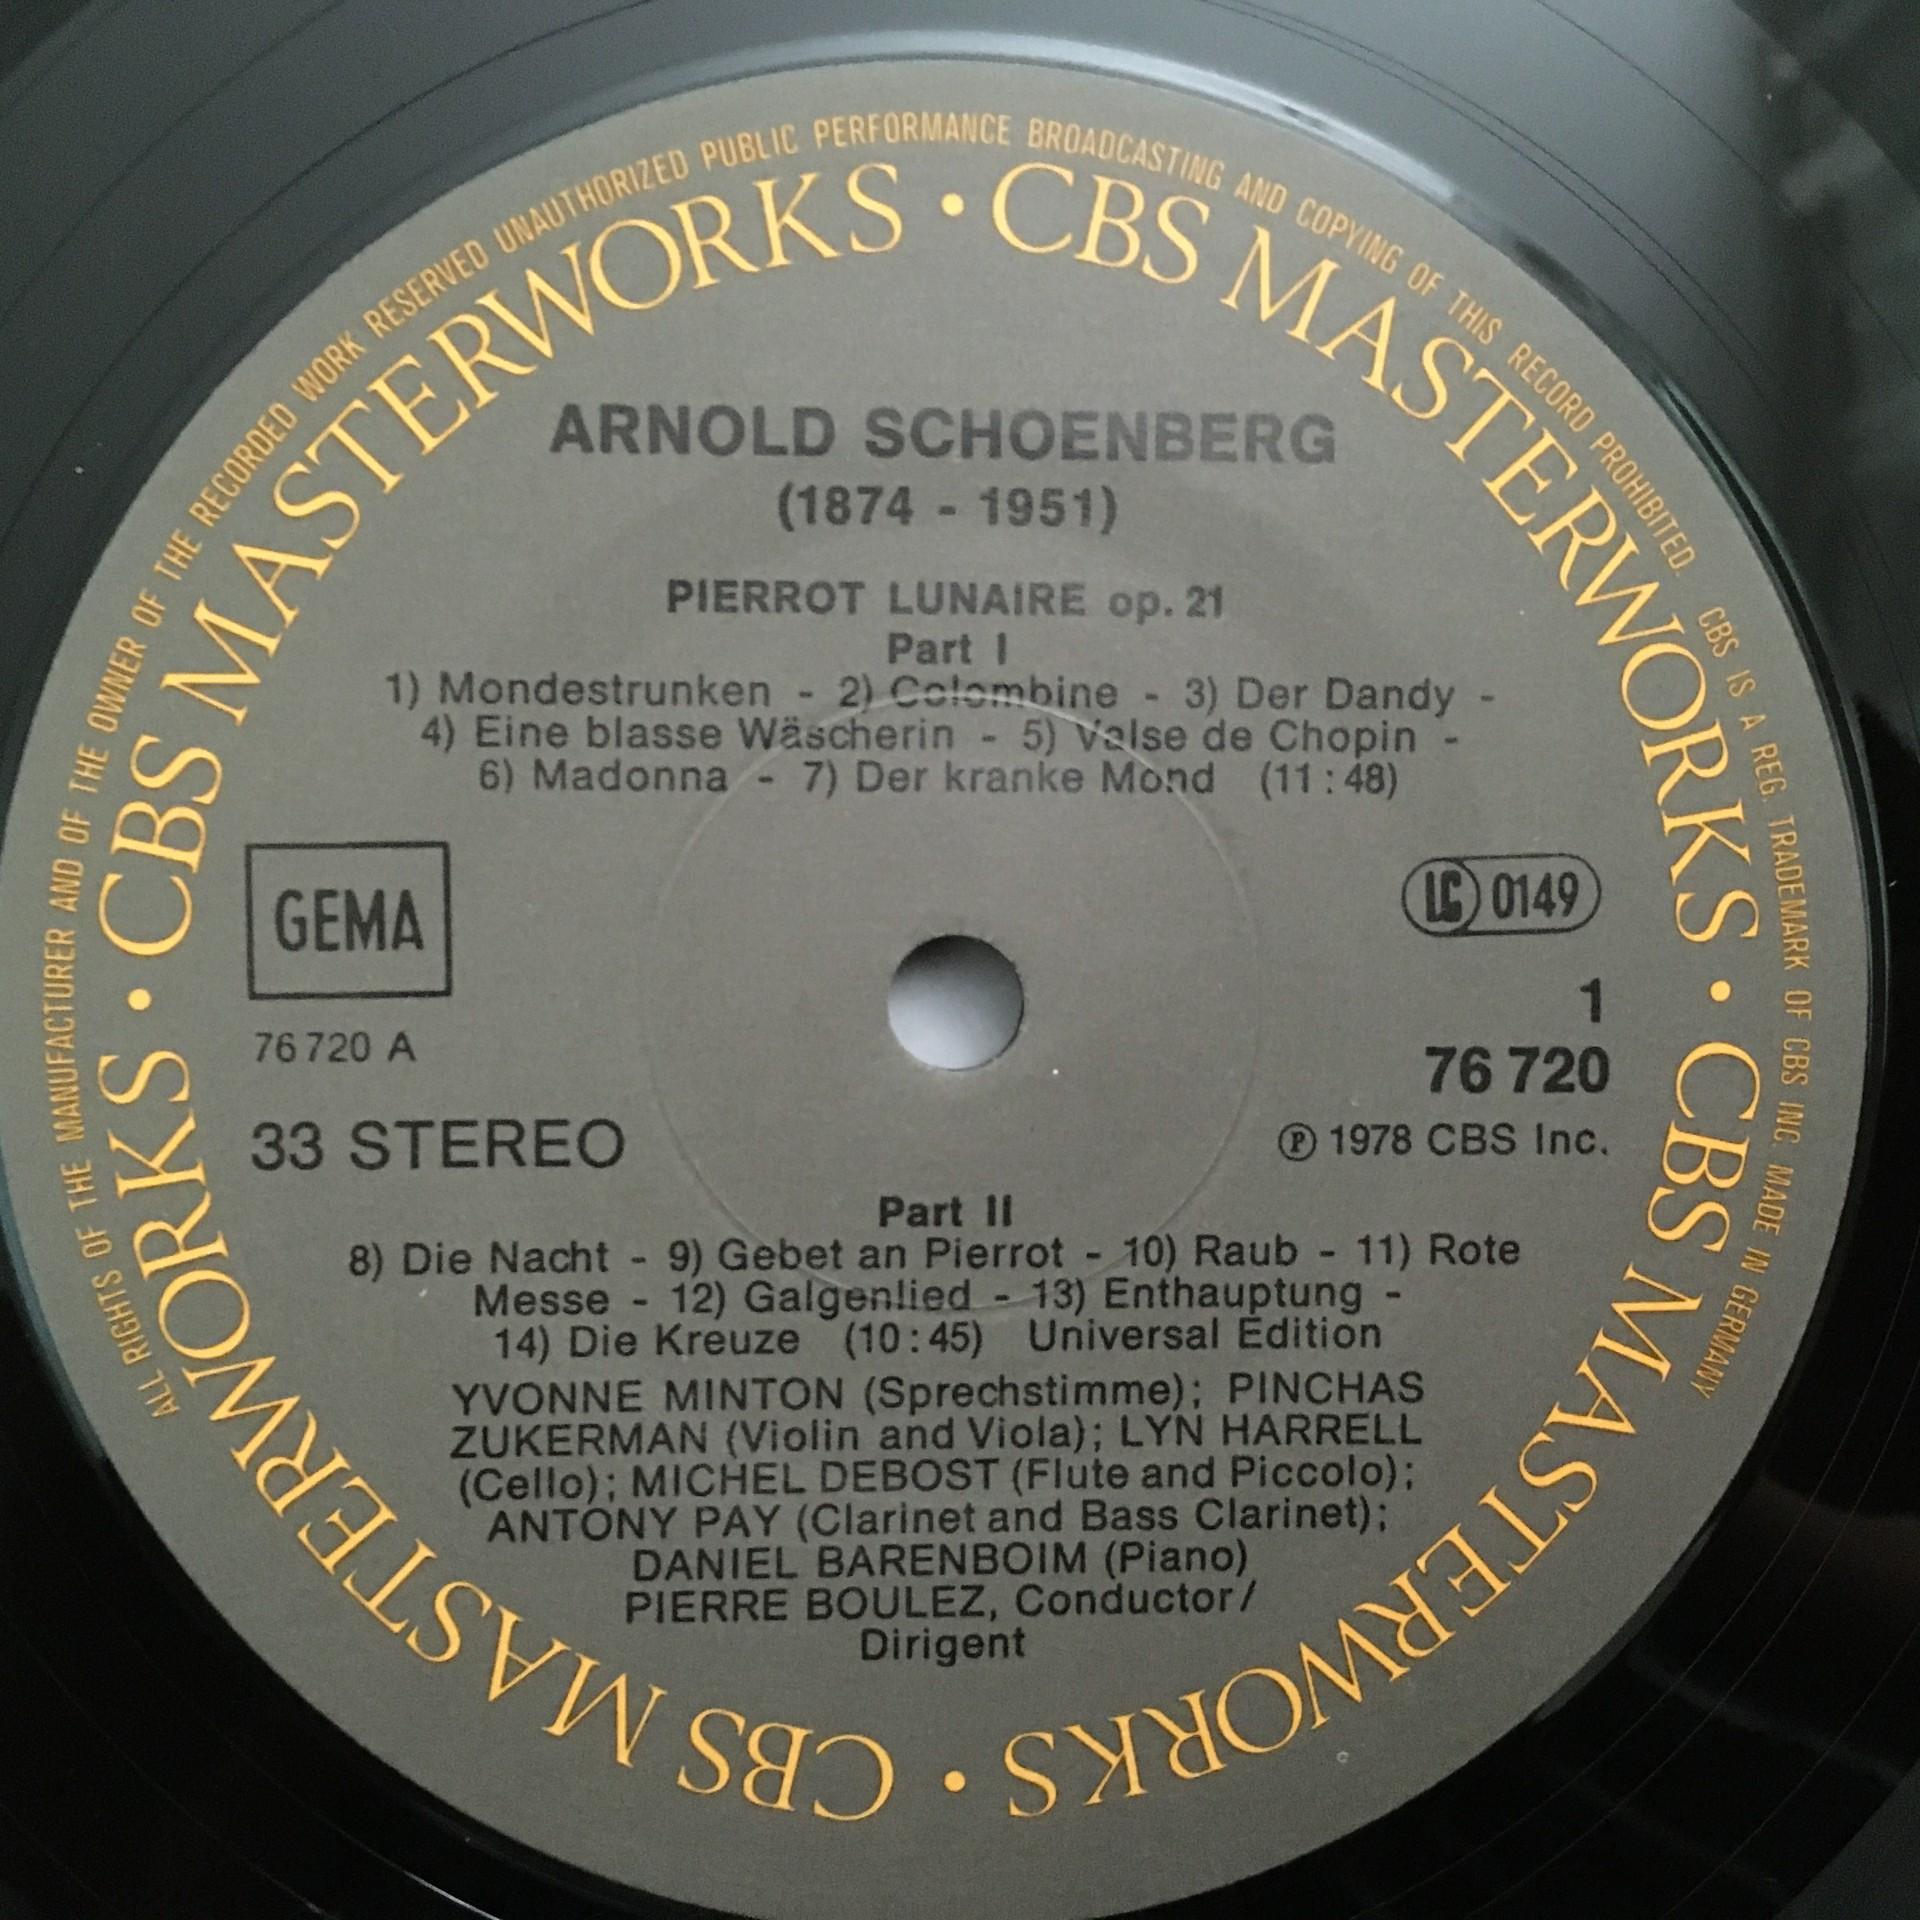 ALL RIGHTS OF THE MANUFACTURER AND OF THE OWNER OF THE RECORDED WORK RESERVED UNAUTHORIZED PUBLIC PERFORMANCE BROADCASTING AND COPYING OF THIS RECORD PROHIBITED. CBS IS A REG. TRADEMARK OF CBS INC MADE IN GERMANY
CBS MASTERWORKS · CBS MASTERWORKS · CBS MASTERWORKS · CBS MASTERWORKS ·
ARNOLD SCHOENBERG
(1874 - 1951)
PIERROT LUNAIRE op. 21
Part I
1) Mondestrunken - 2) Colombine - 3) Der Dandy -
4) Eine blasse Wäscherin - 5) Valse de Chopin -
6) Madonna - 7) Der kranke Mond (11:48)
GEMA
LC 0149
76 720 A
1
76 720
33 STEREO
℗ 1978 CBS Inc.
Part II
8) Die Nacht - 9) Gebet an Pierrot - 10) Raub - 11) Rote
Messe - 12) Galgenlied - 13) Enthauptung -
14) Die Kreuze (10:45) Universal Edition
YVONNE MINTON (Sprechstimme); PINCHAS
ZUKERMAN (Violin and Viola); LYN HARRELL
(Cello); MICHEL DEBOST (Flute and Piccolo);
ANTONY PAY (Clarinet and Bass Clarinet);
DANIEL BARENBOIM (Piano)
PIERRE BOULEZ, Conductor/
Dirigent